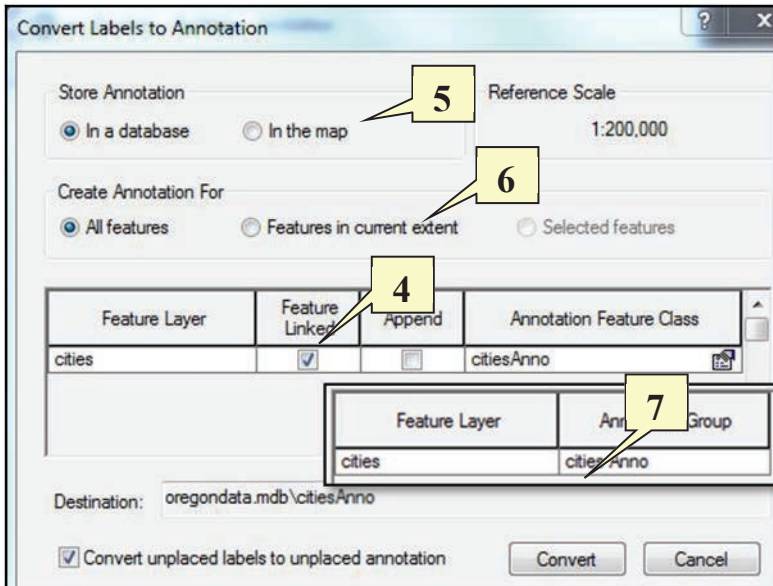 Convert Labels to Annotation
? X
Store Annotation
5
Reference Scale
In a database In the map
1:200,000
Create Annotation For
6
All features Features in current extent Selected features
4
Feature Layer Feature Linked Append Annotation Feature Class
cities citiesAnno
7
Feature Layer Group
cities cities Anno
Destination: oregondata.mdb\citiesAnno
Convert unplaced labels to unplaced annotation Convert Cancel